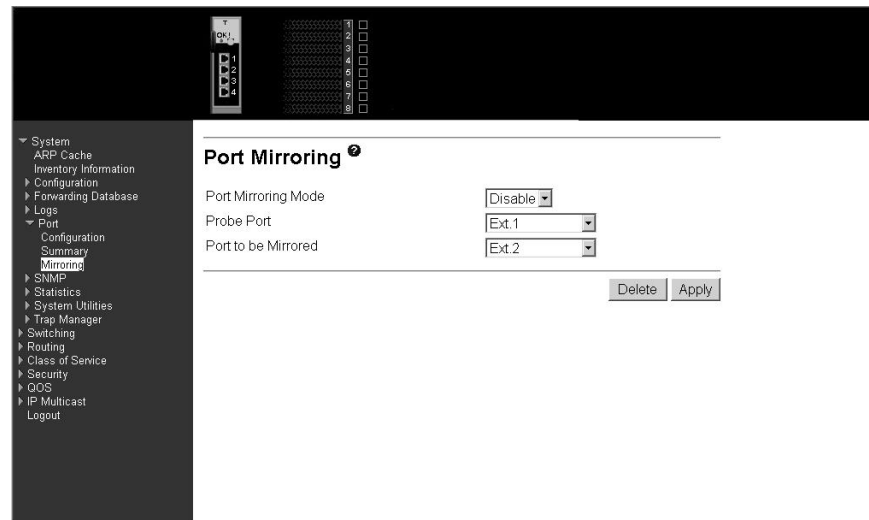 T
OK!
1
2
3
4
1
2
3
4
5
6
7
8
System
ARP Cache
Inventory Information
Configuration
Forwarding Database
Logs
Port
Configuration
Summary
Mirroring
SNMP
Statistics
System Utilities
Trap Manager
Switching
Routing
Class of Service
Security
QOS
IP Multicast
Logout
Port Mirroring ?
Port Mirroring Mode Disable
Probe Port Ext.1
Port to be Mirrored Ext.2
Delete Apply